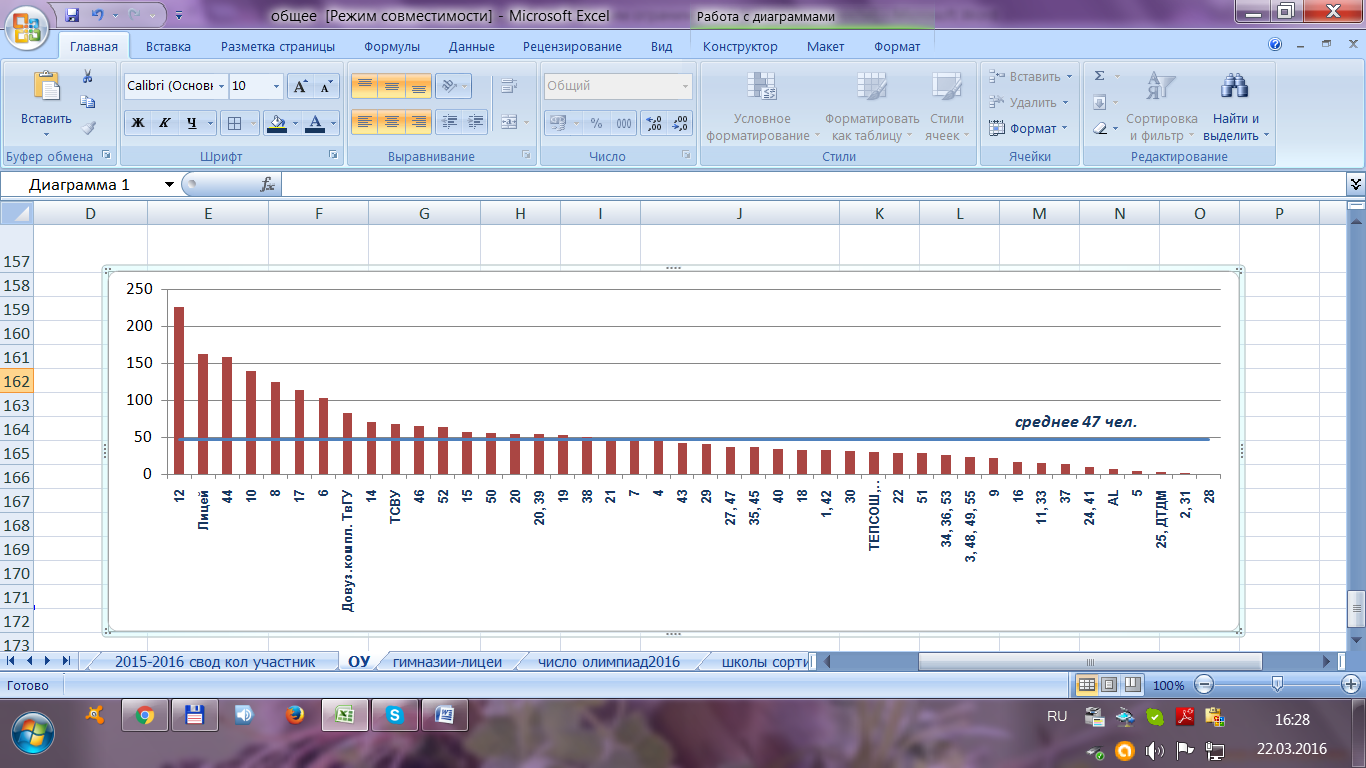 общее [Режим совместимости] - Microsoft Excel
Работа с диаграммами
Главная Вставка Разметка страницы Формулы Данные Рецензирование Вид Конструктор Макет Формат
Calibri (Основн 10 Общий
Вставить Ж К Ч А % 000 ,00 ,0
Условное форматирование Форматировать как таблицу Стили ячеек
Вставить Удалить Формат
Сортировка и фильтр Найти и выделить
Буфер обмена Шрифт Выравнивание Число Стили Ячейки Редактирование
Диаграмма 1 fx
D E F G H I J K L M N O P
157
158
159
160
161
162
163
164
165
166
167
168
169
170
171
172
173
250
200
150
100
50
0
среднее 47 чел.
12
Лицей
44
10
8
17
6
Довуз.компл. ТвГУ
14
ТСВУ
46
52
15
50
20
20, 39
19
38
21
7
4
43
29
27, 47
35, 45
40
18
1, 42
30
ТЕПСОШ,...
22
51
34, 36, 53
3, 48, 49, 55
9
16
11, 33
37
24, 41
AL
5
25, ДТДМ
2, 31
28
2015-2016 свод кол участник ОУ гимназии-лицеи число олимпиад2016 школы сорти
Готово 100%
RU 16:28
22.03.2016